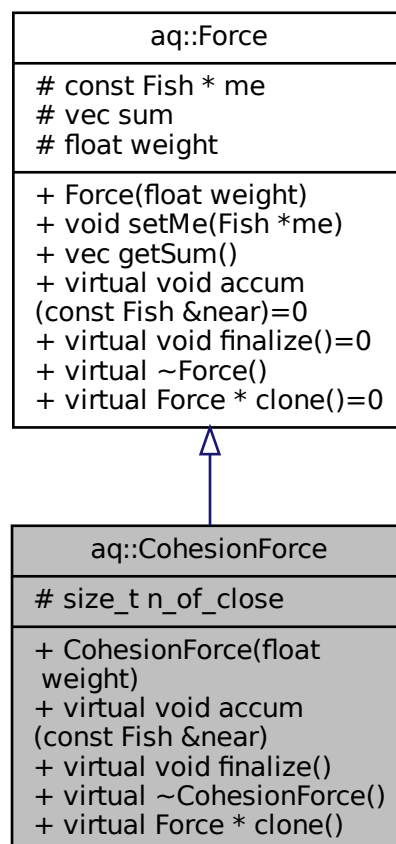 aq::Force
# const Fish * me
# vec sum
# float weight
+ Force(float weight)
+ void setMe(Fish *me)
+ vec getSum()
+ virtual void accum
(const Fish &near)=0
+ virtual void finalize()=0
+ virtual ~Force()
+ virtual Force * clone()=0
aq::CohesionForce
# size_t n_of_close
+ CohesionForce(float
 weight)
+ virtual void accum
(const Fish &near)
+ virtual void finalize()
+ virtual ~CohesionForce()
+ virtual Force * clone()